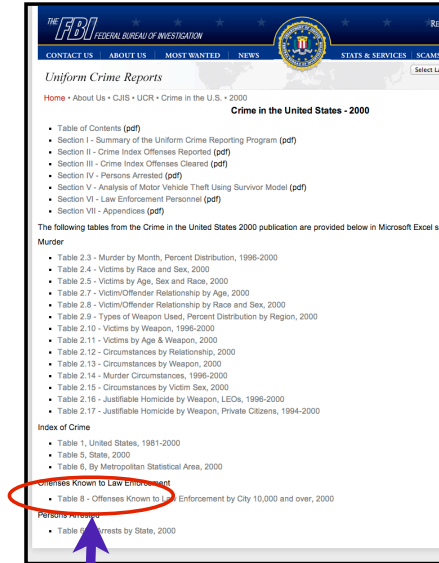 THE FBI FEDERAL BUREAU OF INVESTIGATION
CONTACT US ABOUT US MOST WANTED NEWS STATS & SERVICES SCAMS
Uniform Crime Reports
Home • About Us • CJIS • UCR • Crime in the U.S. • 2000
Crime in the United States - 2000
Table of Contents (pdf)
Section I - Summary of the Uniform Crime Reporting Program (pdf)
Section II - Crime Index Offenses Reported (pdf)
Section III - Crime Index Offenses Cleared (pdf)
Section IV - Persons Arrested (pdf)
Section V - Analysis of Motor Vehicle Theft Using Survivor Model (pdf)
Section VI - Law Enforcement Personnel (pdf)
Section VII - Appendices (pdf)
The following tables from the Crime in the United States 2000 publication are provided below in Microsoft Excel
Murder
Table 2.3 - Murder by Month, Percent Distribution, 1996-2000
Table 2.4 - Victims by Race and Sex, 2000
Table 2.5 - Victims by Age, Sex and Race, 2000
Table 2.7 - Victim/Offender Relationship by Age, 2000
Table 2.8 - Victim/Offender Relationship by Race and Sex, 2000
Table 2.9 - Types of Weapon Used, Percent Distribution by Region, 2000
Table 2.10 - Victims by Weapon, 1996-2000
Table 2.11 - Victims by Age & Weapon, 2000
Table 2.12 - Circumstances by Relationship, 2000
Table 2.13 - Circumstances by Weapon, 2000
Table 2.14 - Murder Circumstances, 1996-2000
Table 2.15 - Circumstances by Victim Sex, 2000
Table 2.16 - Justifiable Homicide by Weapon, LEOs, 1996-2000
Table 2.17 - Justifiable Homicide by Weapon, Private Citizens, 1994-2000
Index of Crime
Table 1, United States, 1981-2000
Table 5, State, 2000
Table 6, By Metropolitan Statistical Area, 2000
Offenses Known to Law Enforcement
Table 8 - Offenses Known to Law Enforcement by City 10,000 and over, 2000
Persons Arrested
Table Arrests by State, 2000